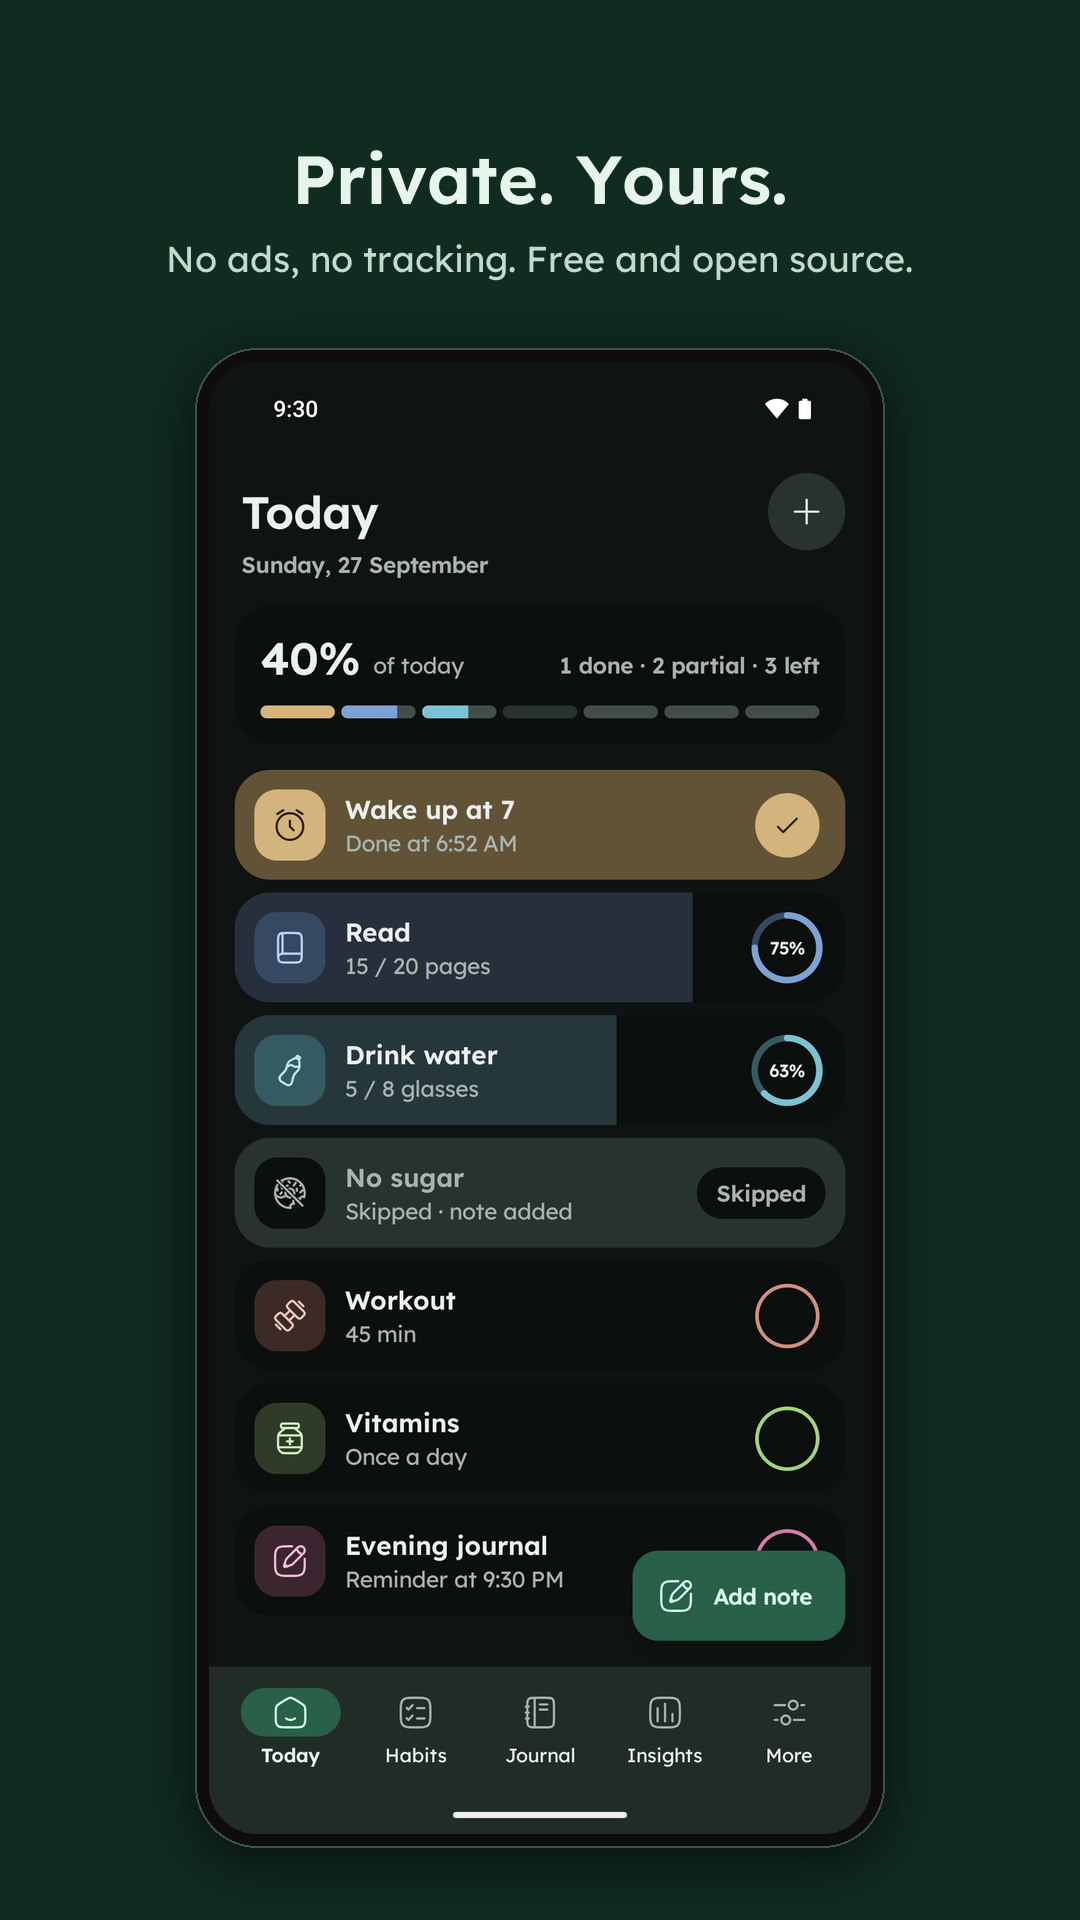 Private. Yours.
No ads, no tracking. Free and open source.
9:30
Today
Sunday, 27 September
40% of today
1 done · 2 partial · 3 left
Wake up at 7
Done at 6:52 AM
Read
15 / 20 pages
75%
Drink water
5 / 8 glasses
63%
No sugar
Skipped · note added
Skipped
Workout
45 min
Vitamins
Once a day
Evening journal
Reminder at 9:30 PM
Add note
Today
Habits
Journal
Insights
More